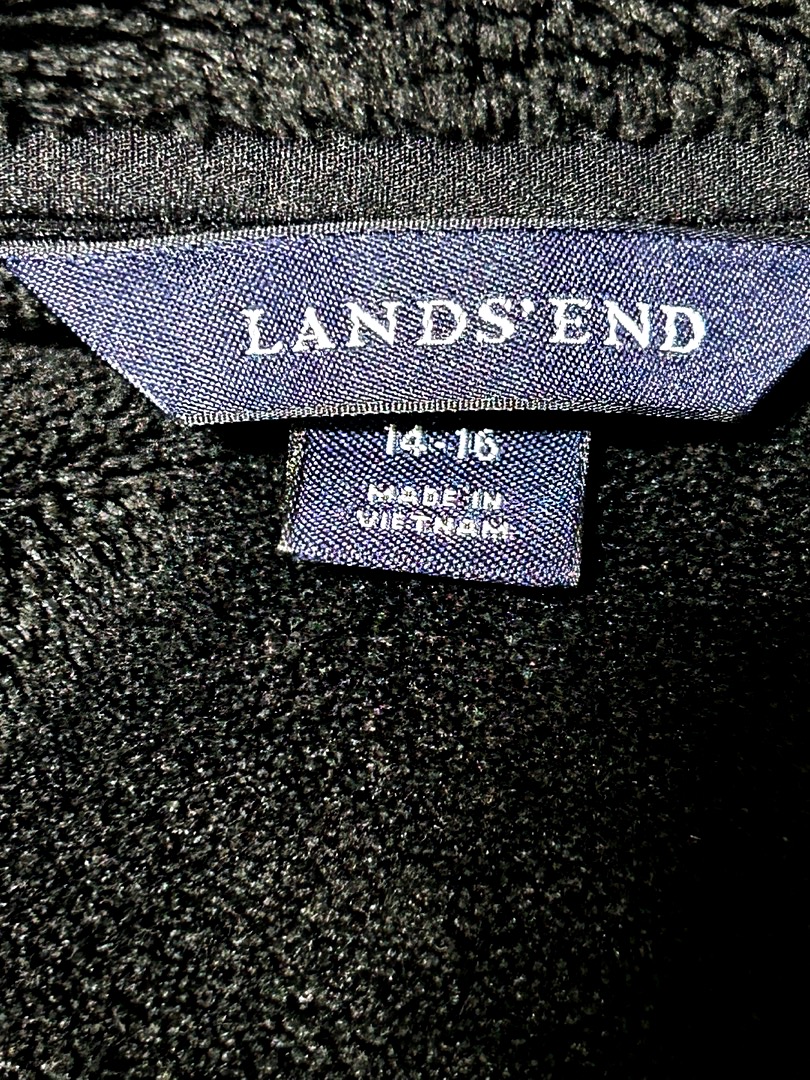 LANDS' END
14-16
MADE IN
VIETNAM